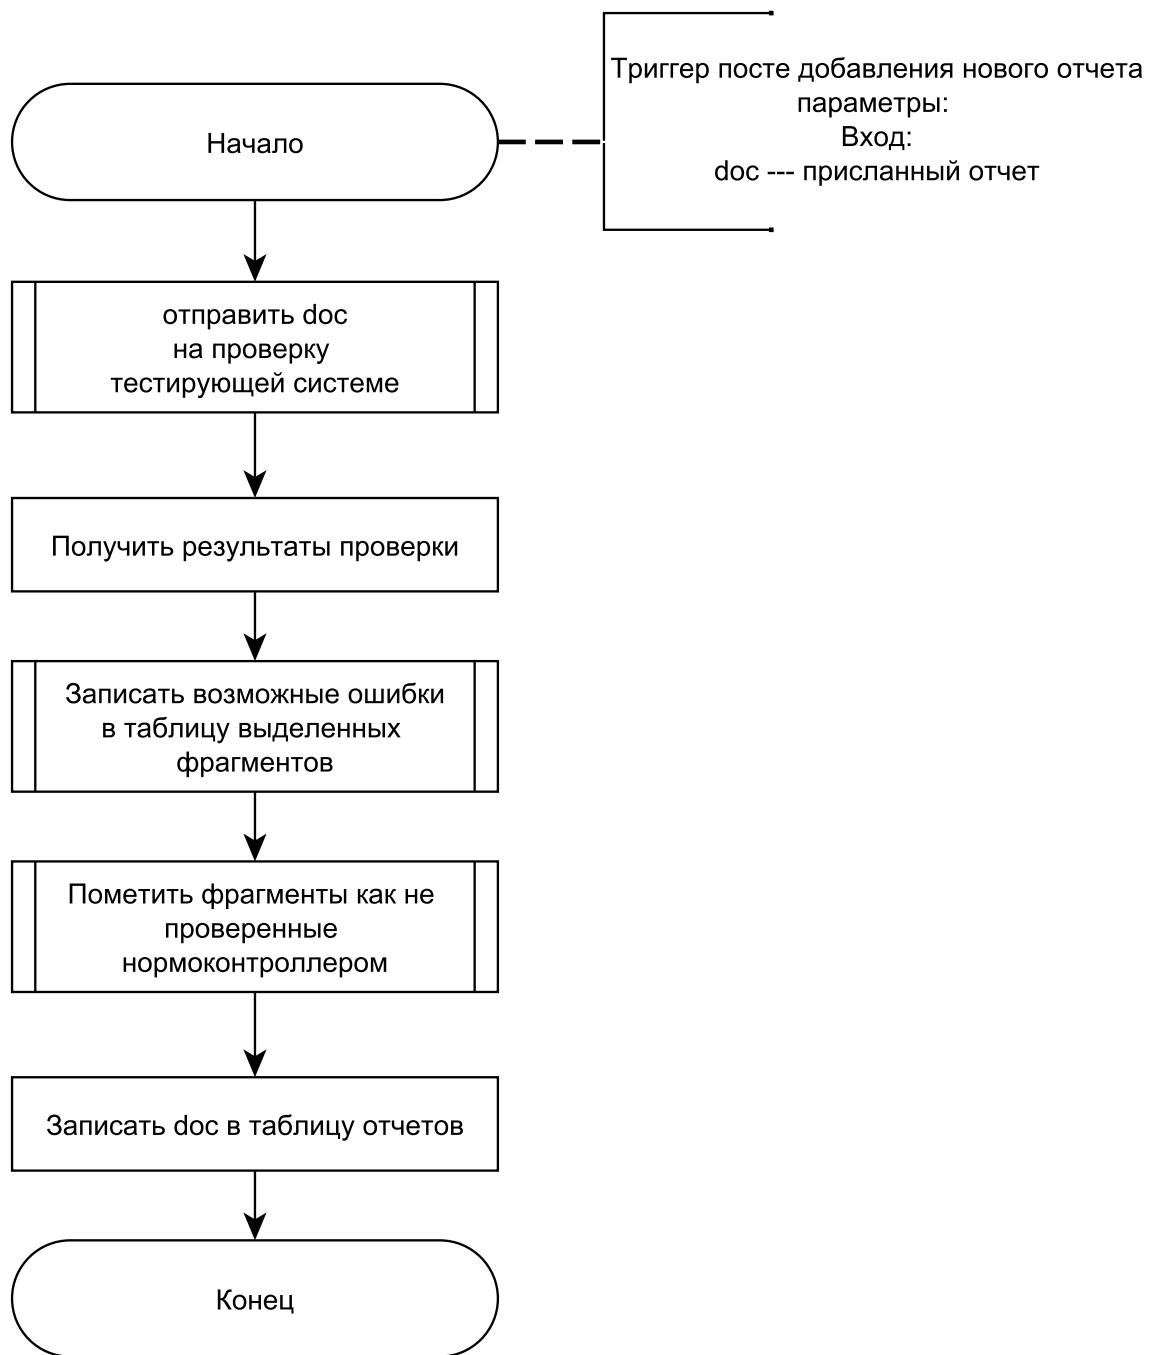 Начало
Триггер посте добавления нового отчета
параметры:
Вход:
doc --- присланный отчет
отправить doc
на проверку
тестирующей системе
Получить результаты проверки
Записать возможные ошибки
в таблицу выделенных
фрагментов
Пометить фрагменты как не
проверенные
нормоконтроллером
Записать doc в таблицу отчетов
Конец